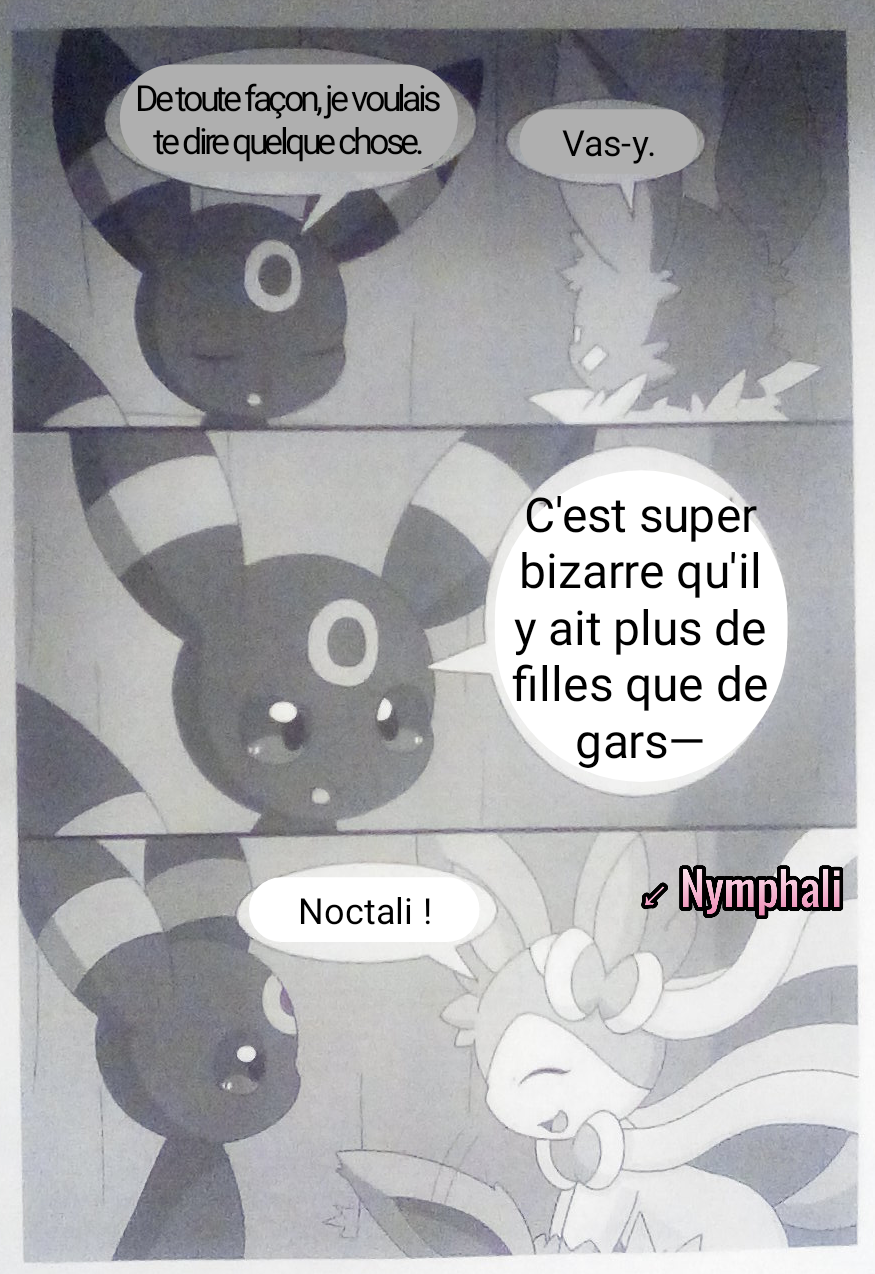 De toute façon, je voulais
te dire quelque chose.
Vas-y.
C'est super
bizarre qu'il
y ait plus de
filles que de
gars—
Noctali !
↙ Nymphali